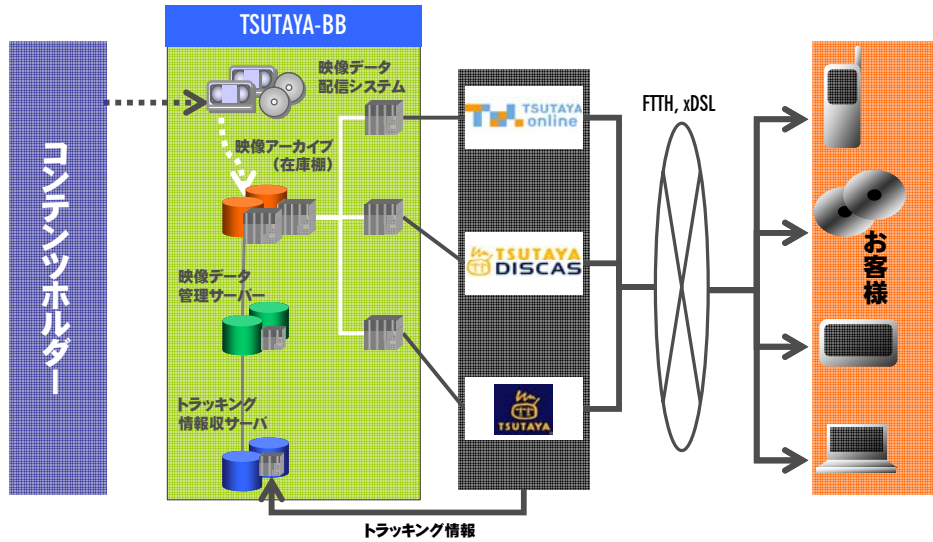 TSUTAYA-BB
コンテンツホルダー
映像データ
配信システム
映像アーカイブ
（在庫棚）
映像データ
管理サーバー
トラッキング
情報収サーバ
TSUTAYA
online
TSUTAYA
DISCAS
TSUTAYA
FTTH, xDSL
お客様
トラッキング情報